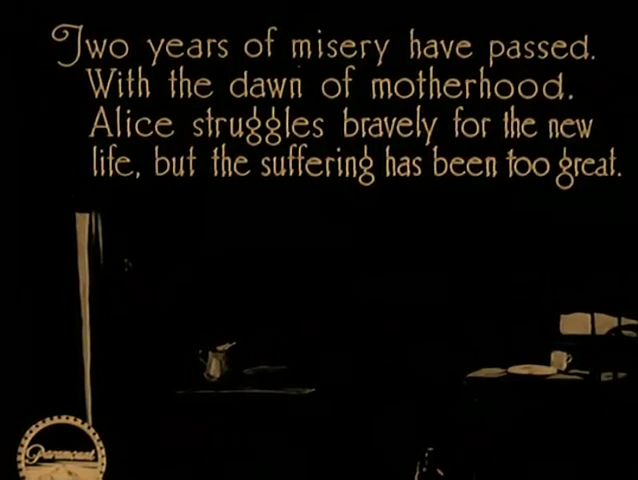 Two years of misery have passed.
With the dawn of motherhood.
Alice struggles bravely for the new
life, but the suffering has been too great.
Paramount